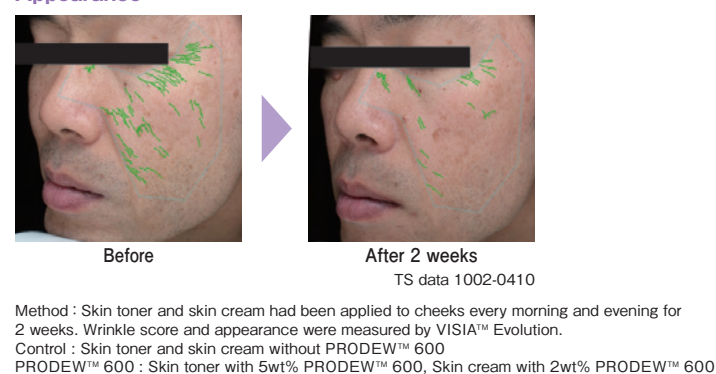 Appearance
Before
After 2 weeks
TS data 1002-0410
Method : Skin toner and skin cream had been applied to cheeks every morning and evening for
2 weeks. Wrinkle score and appearance were measured by VISIA™ Evolution.
Control : Skin toner and skin cream without PRODEW™ 600
PRODEW™ 600 : Skin toner with 5wt% PRODEW™ 600, Skin cream with 2wt% PRODEW™ 600